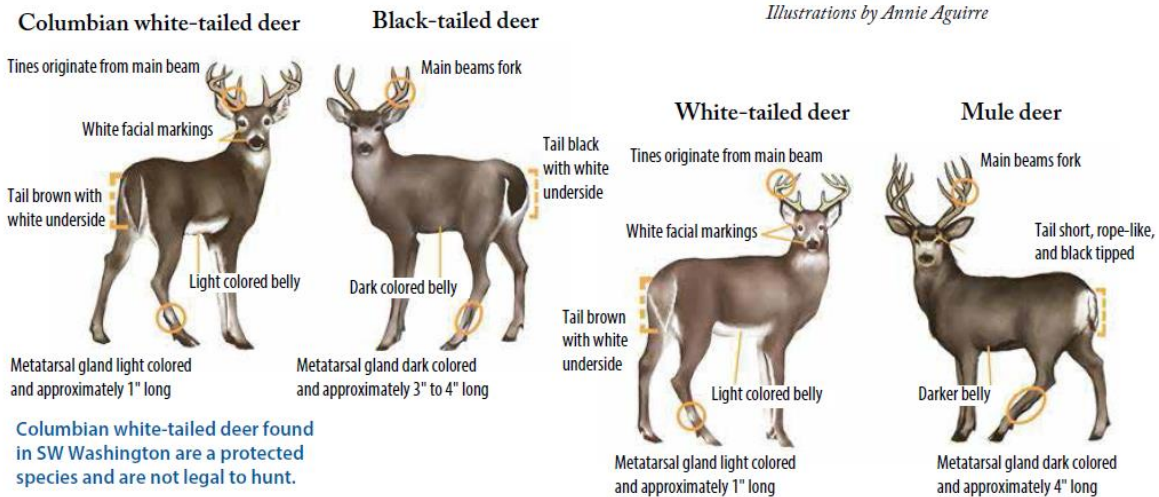 Illustrations by Annie Aguirre
Columbian white-tailed deer
Tines originate from main beam
White facial markings
Tail brown with
white underside
Light colored belly
Metatarsal gland light colored
and approximately 1" long
Black-tailed deer
Main beams fork
Tail black
with white
underside
Dark colored belly
Metatarsal gland dark colored
and approximately 3" to 4" long
Columbian white-tailed deer found
in SW Washington are a protected
species and are not legal to hunt.
White-tailed deer
Tines originate from main beam
White facial markings
Tail brown
with white
underside
Light colored belly
Metatarsal gland light colored
and approximately 1" long
Mule deer
Main beams fork
Tail short, rope-like,
and black tipped
Darker belly
Metatarsal gland dark colored
and approximately 4" long